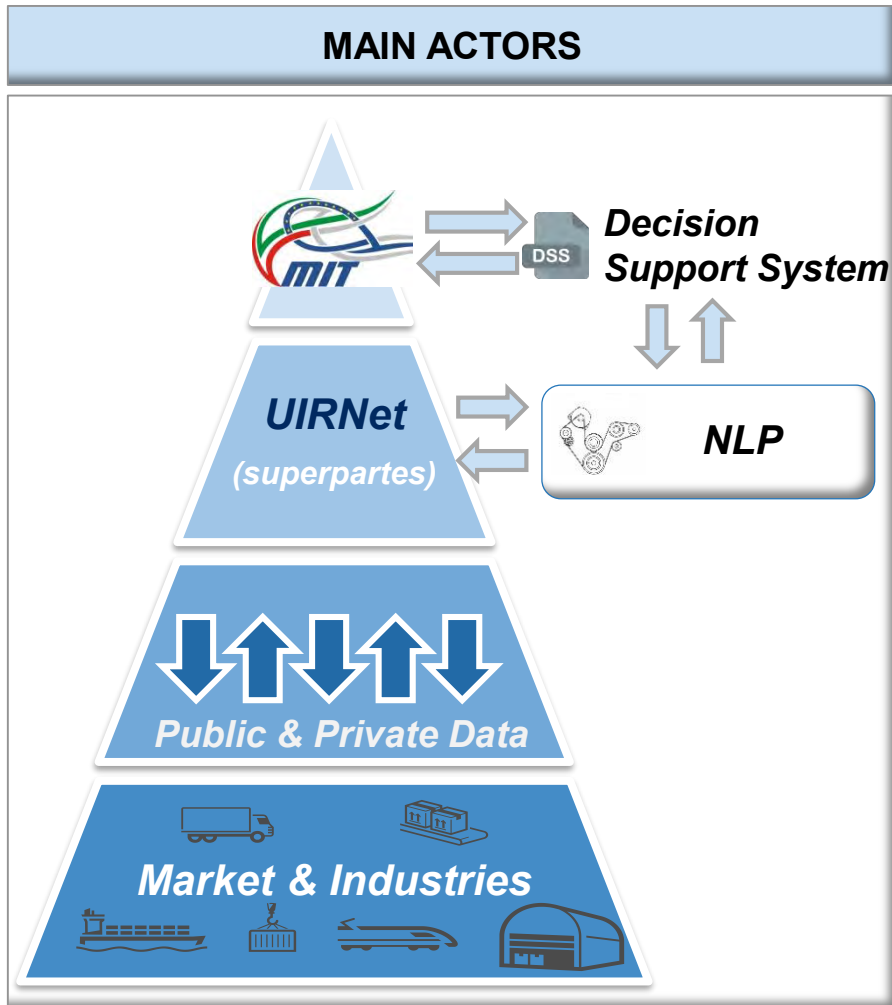 MAIN ACTORS
MIT
DSS
Decision
Support System
UIRNet
(superpartes)
NLP
Public & Private Data
Market & Industries